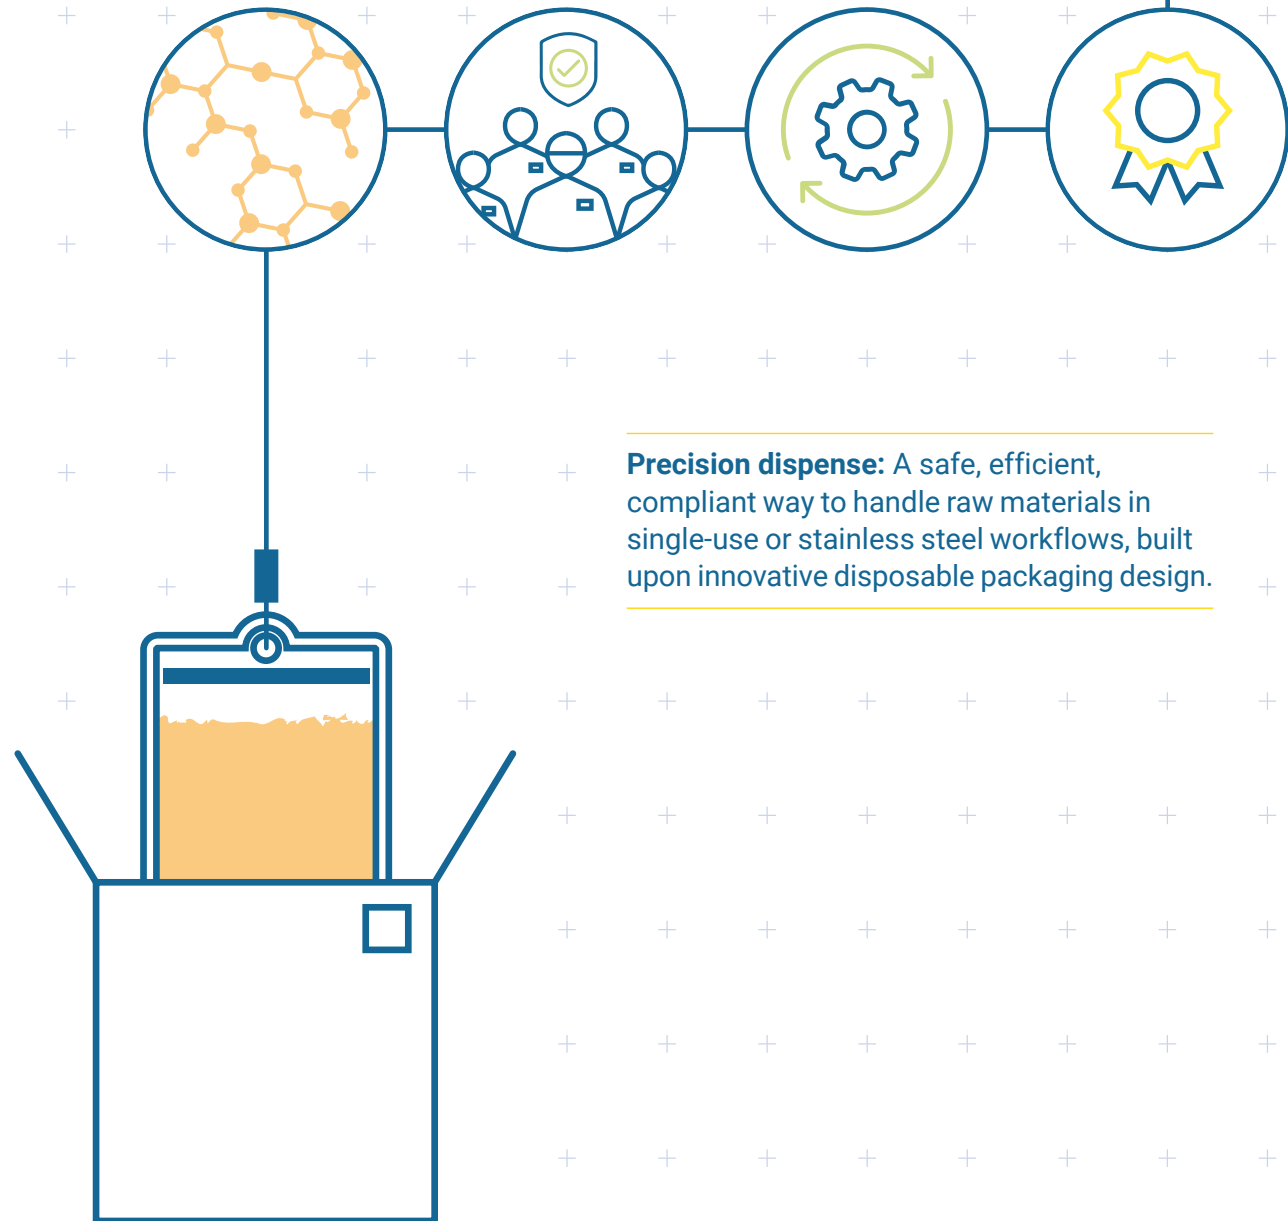 Precision dispense: A safe, efficient,
compliant way to handle raw materials in
single-use or stainless steel workflows, built
upon innovative disposable packaging design.